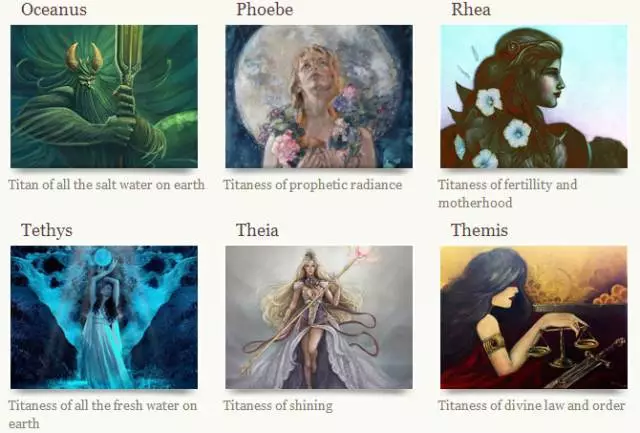 Oceanus
Phoebe
Rhea
Titan of all the salt water on earth
Titaness of prophetic radiance
Titaness of fertillity and
motherhood
Tethys
Theia
Themis
Titaness of all the fresh water on
earth
Titaness of shining
Titaness of divine law and order